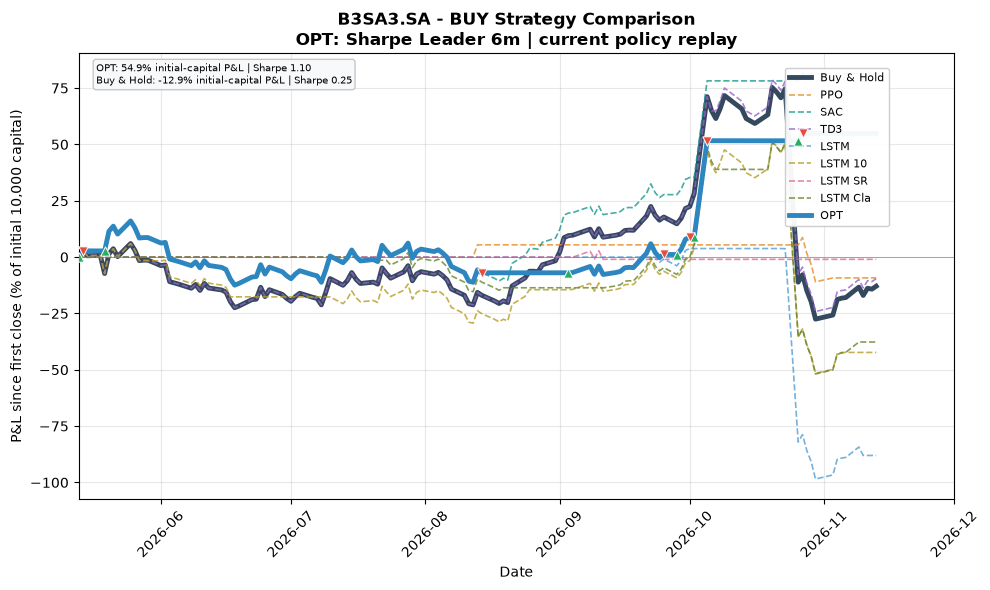 B3SA3.SA - BUY Strategy Comparison
OPT: Sharpe Leader 6m | current policy replay
OPT: 54.9% initial-capital P&L | Sharpe 1.10
Buy & Hold: -12.9% initial-capital P&L | Sharpe 0.25
Buy & Hold
PPO
SAC
TD3
LSTM
LSTM 10
LSTM SR
LSTM Cla
OPT
P&L since first close (% of initial 10,000 capital)
75
50
25
0
−25
−50
−75
−100
2026-06
2026-07
2026-08
2026-09
2026-10
2026-11
2026-12
Date